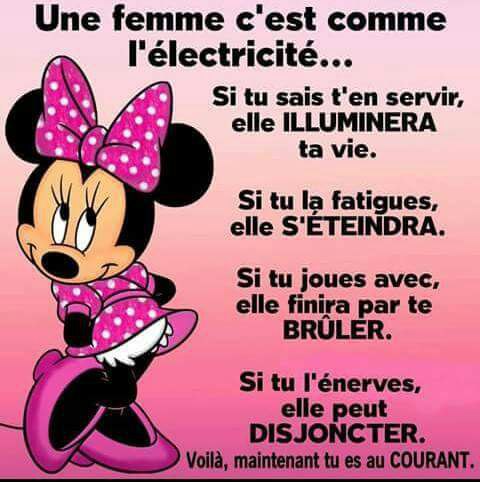 Une femme c'est comme
l'électricité...
Si tu sais t'en servir,
elle ILLUMINERA
ta vie.
Si tu la fatigues,
elle S'ÉTEINDRA.
Si tu joues avec,
elle finira par te
BRÛLER.
Si tu l'énerves,
elle peut
DISJONCTER.
Voilà, maintenant tu es au COURANT.